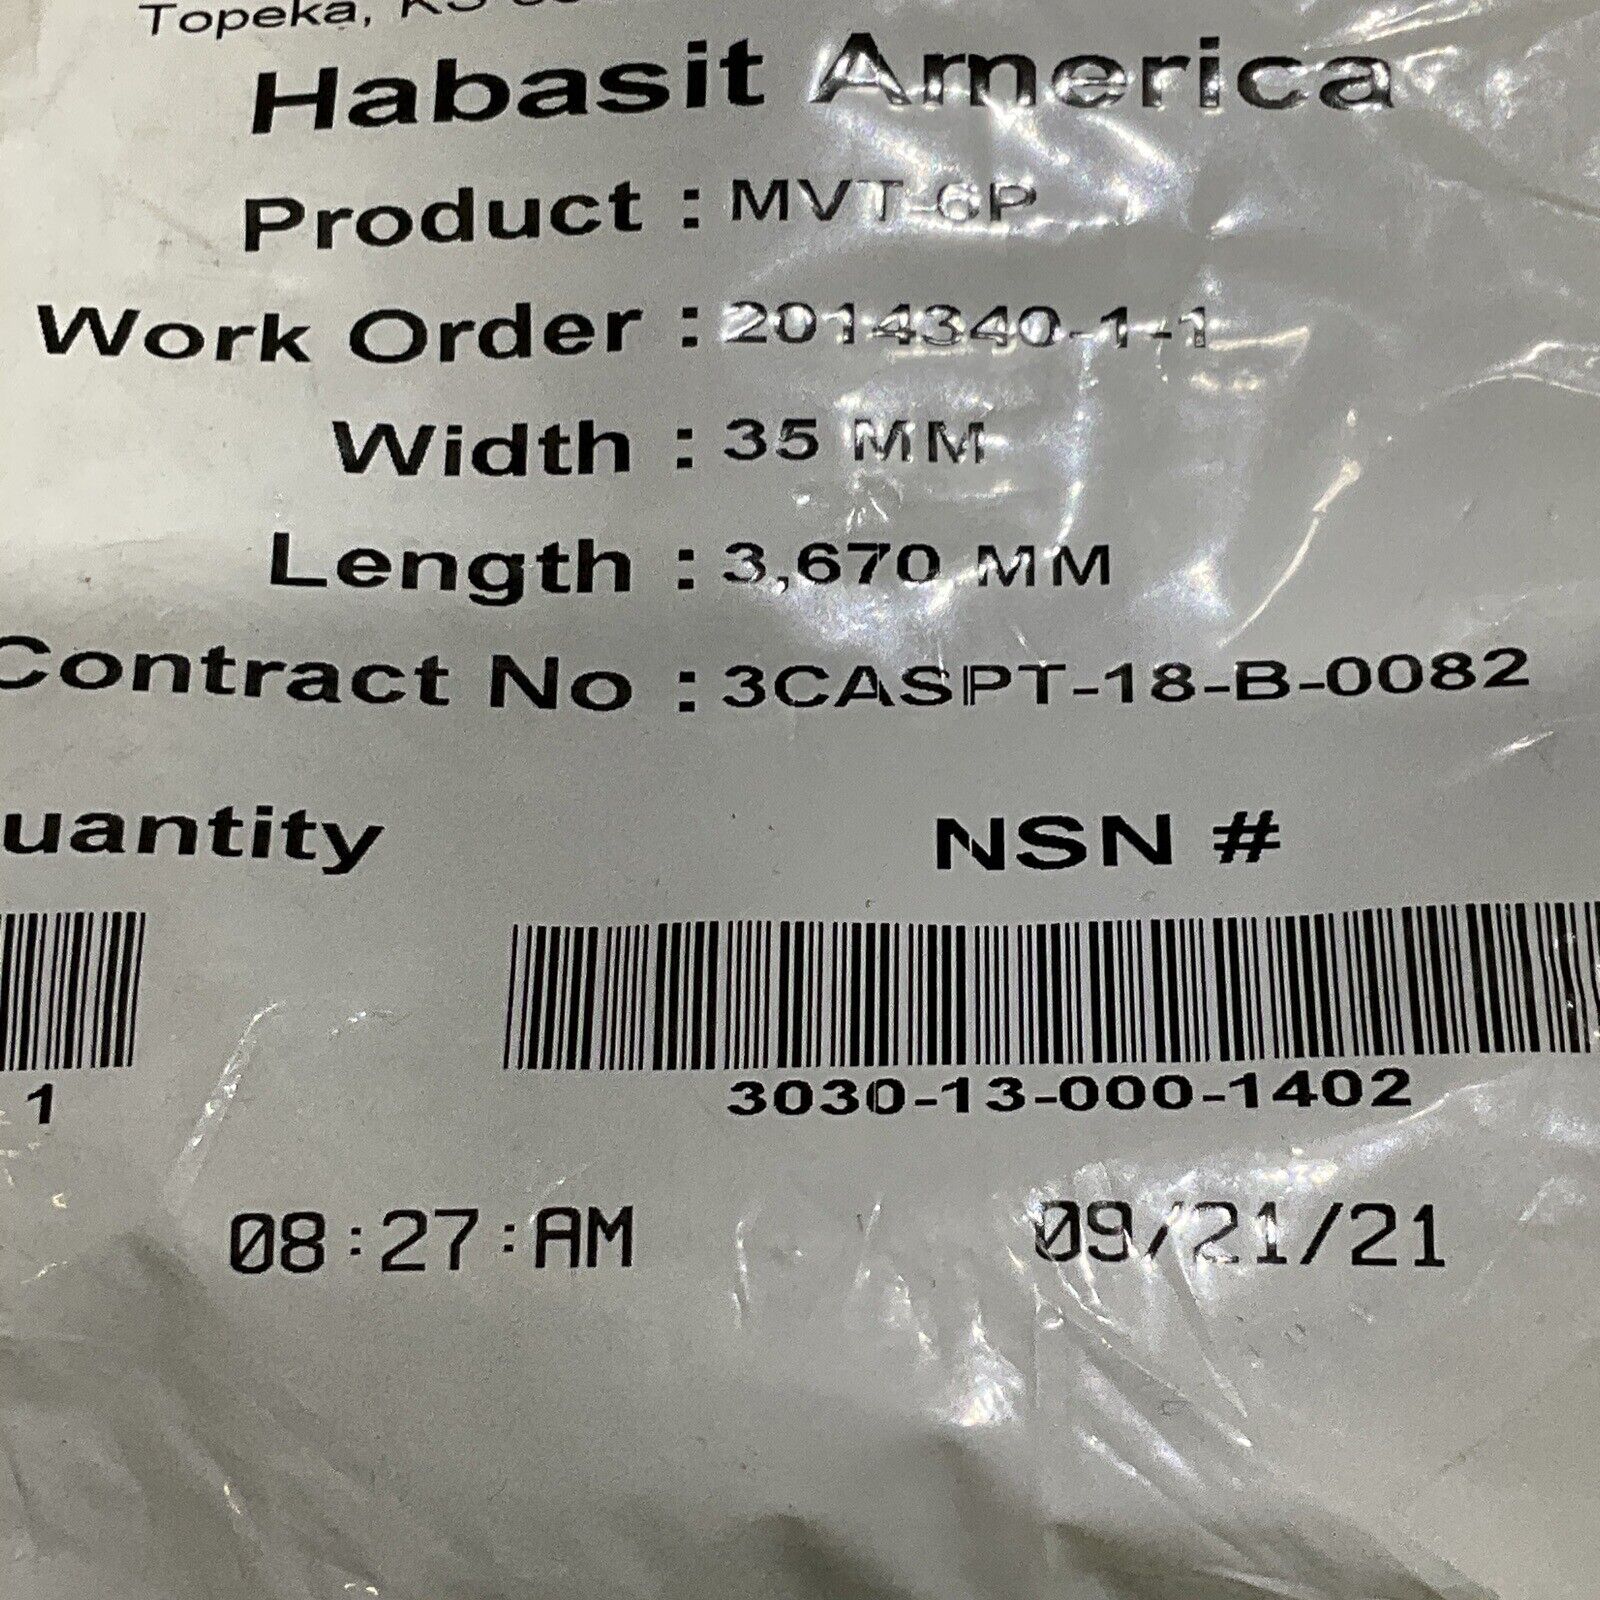 Topeka, KS
Habasit America
Product : MVT-6P
Work Order : 2014340-1-1
Width : 35 MM
Length : 3,670 MM
Contract No : 3CASPT-18-B-0082
uantity NSN #
1 3030-13-000-1402
08:27:AM 09/21/21